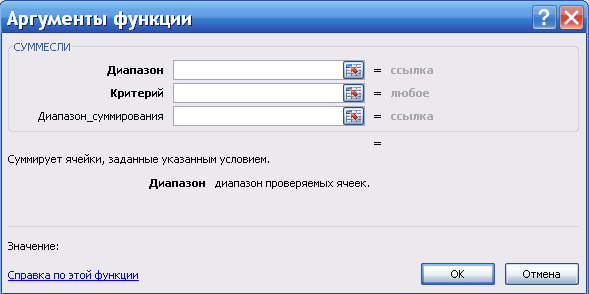 Аргументы функции
СУММЕСЛИ
Диапазон = ссылка
Критерий = любое
Диапазон_суммирования = ссылка
=
Суммирует ячейки, заданные указанным условием.
Диапазон диапазон проверяемых ячеек.
Значение:
Справка по этой функции ОК Отмена